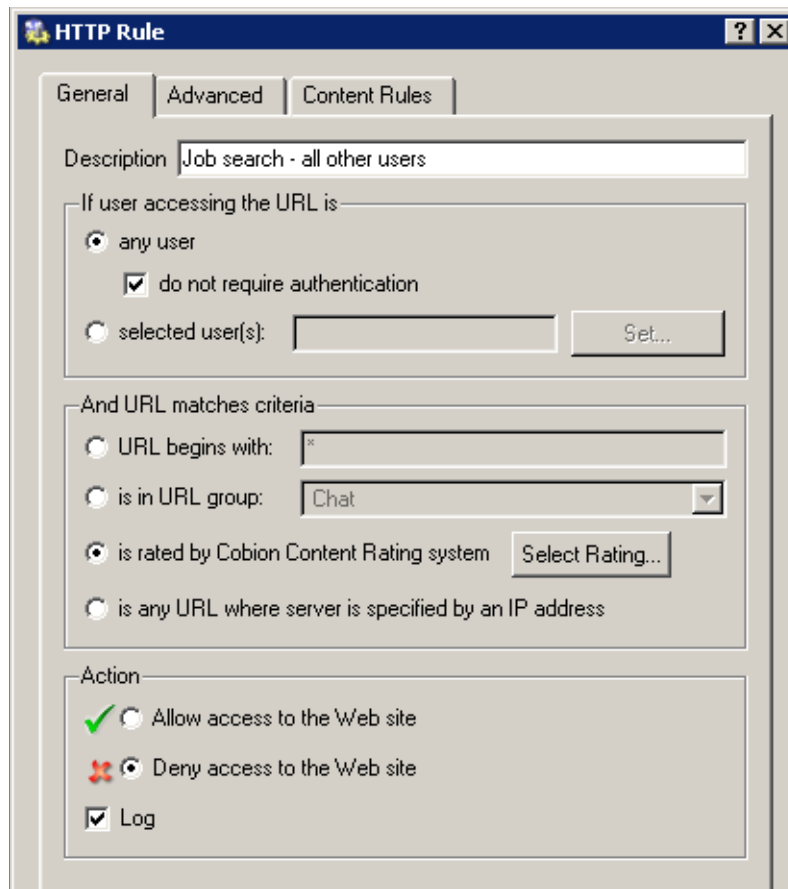 HTTP Rule
General Advanced Content Rules
Description Job search - all other users
If user accessing the URL is
any user
do not require authentication
selected user(s): Set...
And URL matches criteria
URL begins with: *
is in URL group: Chat
is rated by Cobion Content Rating system Select Rating...
is any URL where server is specified by an IP address
Action
Allow access to the Web site
Deny access to the Web site
Log